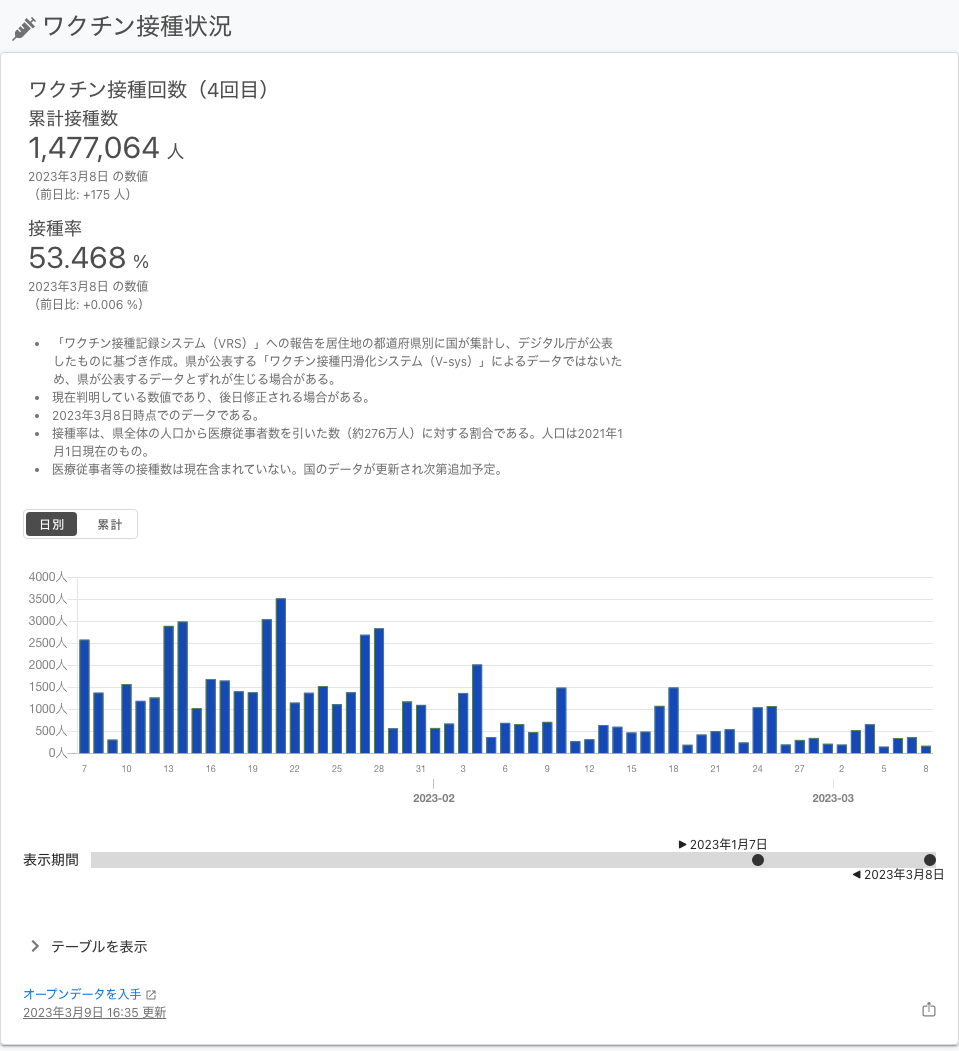 ワクチン接種状況
ワクチン接種回数（4回目）
累計接種数
1,477,064 人
2023年3月8日 の数値
（前日比: +175 人）
接種率
53.468 %
2023年3月8日 の数値
（前日比: +0.006 %）
• 「ワクチン接種記録システム（VRS）」への報告を居住地の都道府県別に国が集計し、デジタル庁が公表
したものに基づき作成。県が公表する「ワクチン接種円滑化システム（V-sys）」によるデータではないた
め、県が公表するデータとずれが生じる場合がある。
• 現在判明している数値であり、後日修正される場合がある。
• 2023年3月8日時点でのデータである。
• 接種率は、県全体の人口から医療従事者数を引いた数（約276万人）に対する割合である。人口は2021年1
月1日現在のもの。
• 医療従事者等の接種数は現在含まれていない。国のデータが更新され次第追加予定。
日別 累計
4000人
3500人
3000人
2500人
2000人
1500人
1000人
500人
0人
7 10 13 16 19 22 25 28 31 3 6 9 12 15 18 21 24 27 2 5 8
2023-02 2023-03
▶ 2023年1月7日
表示期間
◀ 2023年3月8日
テーブルを表示
オープンデータを入手
2023年3月9日 16:35 更新